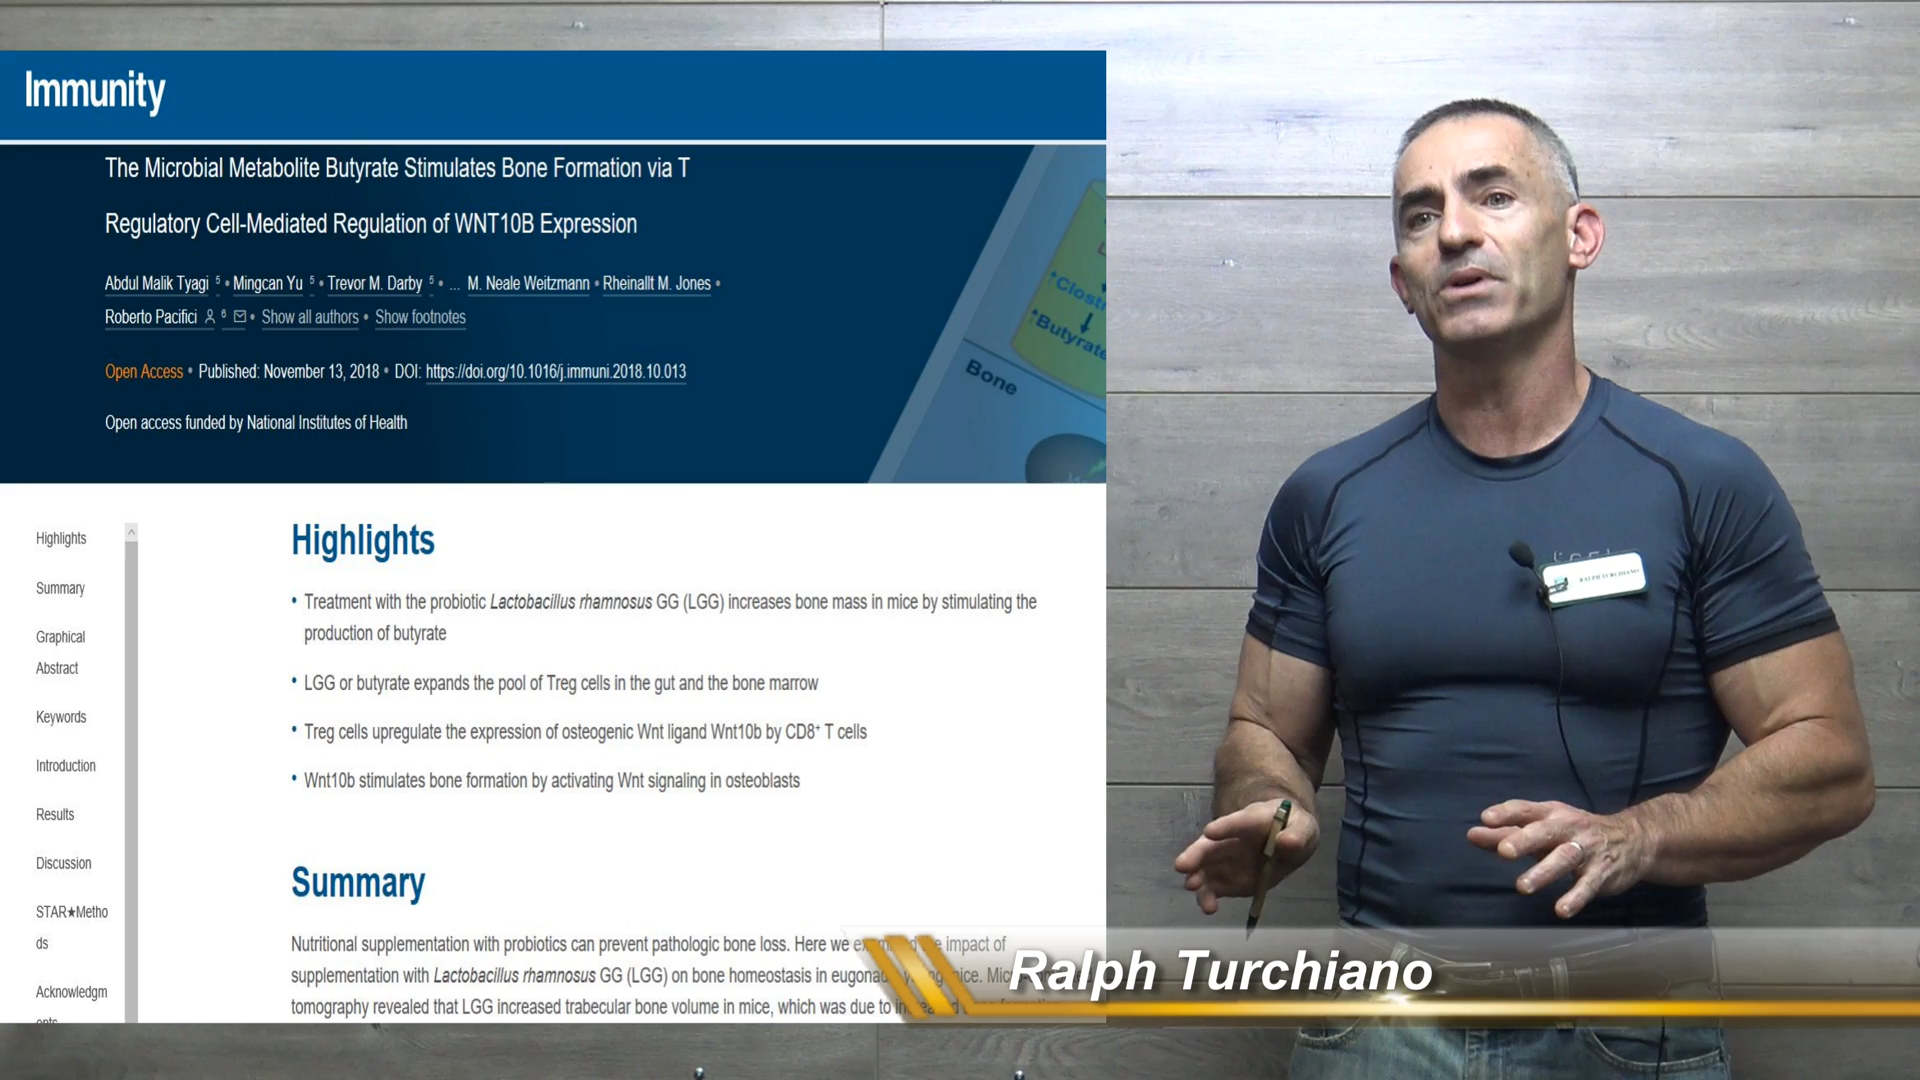 Immunity
The Microbial Metabolite Butyrate Stimulates Bone Formation via T
Regulatory Cell-Mediated Regulation of WNT10B Expression
Abdul Malik Tyagi 5 • Mingcan Yu 5 • Trevor M. Darby 5 • ... M. Neale Weitzmann • Rheinallt M. Jones •
Roberto Pacifici 6 • Show all authors • Show footnotes
Open Access • Published: November 13, 2018 • DOI: https://doi.org/10.1016/j.immuni.2018.10.013
Open access funded by National Institutes of Health
↑Clost
↑Butyrate
Bone
Highlights
Summary
Graphical
Abstract
Keywords
Introduction
Results
Discussion
STAR★Metho
ds
Acknowledgm
ents
Highlights
• Treatment with the probiotic Lactobacillus rhamnosus GG (LGG) increases bone mass in mice by stimulating the
production of butyrate
• LGG or butyrate expands the pool of Treg cells in the gut and the bone marrow
• Treg cells upregulate the expression of osteogenic Wnt ligand Wnt10b by CD8⁺ T cells
• Wnt10b stimulates bone formation by activating Wnt signaling in osteoblasts
Summary
Nutritional supplementation with probiotics can prevent pathologic bone loss. Here we impact of
supplementation with Lactobacillus rhamnosus GG (LGG) on bone homeostasis in
tomography revealed that LGG increased trabecular bone volume in mice, which was due to
RALPH TURCHIANO
Ralph Turchiano